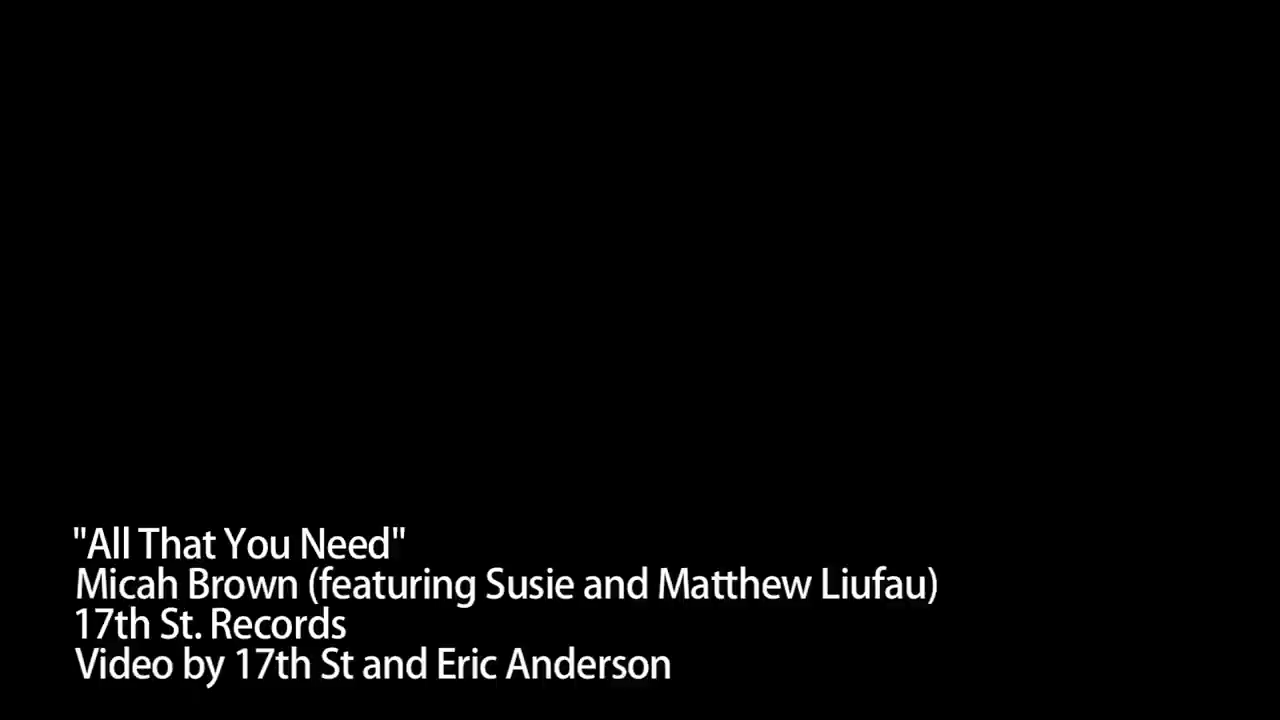 "All That You Need"
Micah Brown (featuring Susie and Matthew Liufau)
17th St. Records
Video by 17th St and Eric Anderson